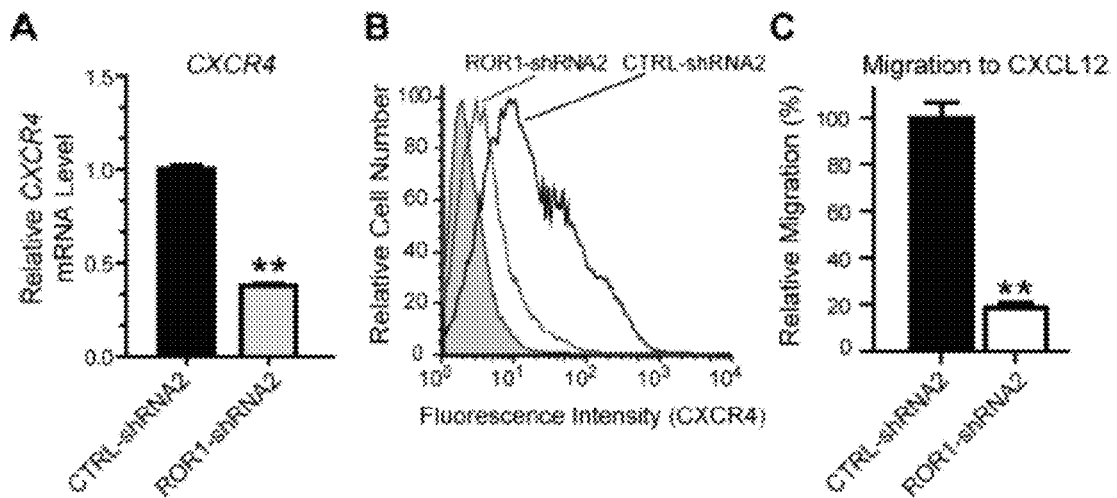 A
CXCR4
Relative CXCR4
mRNA Level
1.5
1.0
0.5
0.0
**
CTRL-shRNA2
ROR1-shRNA2
B
ROR1-shRNA2 CTRL-shRNA2
Relative Cell Number
100
80
60
40
20
0
10⁰ 10¹ 10² 10³ 10⁴
Fluorescence Intensity (CXCR4)
C
Migration to CXCL12
Relative Migration (%)
100
80
60
40
20
0
**
CTRL-shRNA2
ROR1-shRNA2